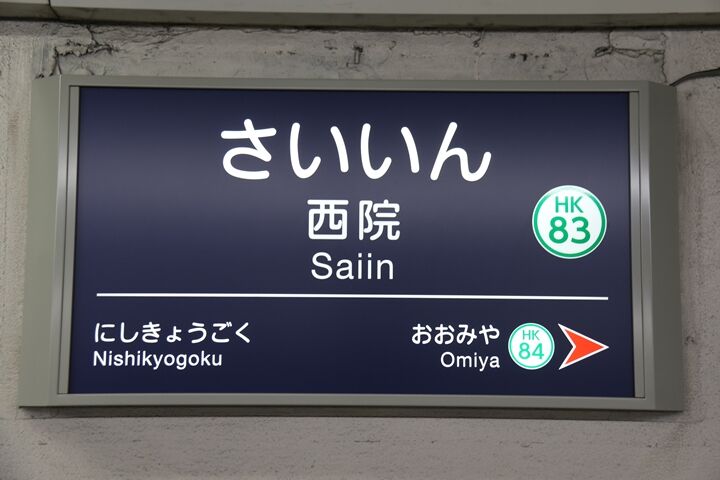 さいいん
西院
Saiin
HK
83
にしきょうごく
Nishikyogoku
おおみや
Omiya
HK
84